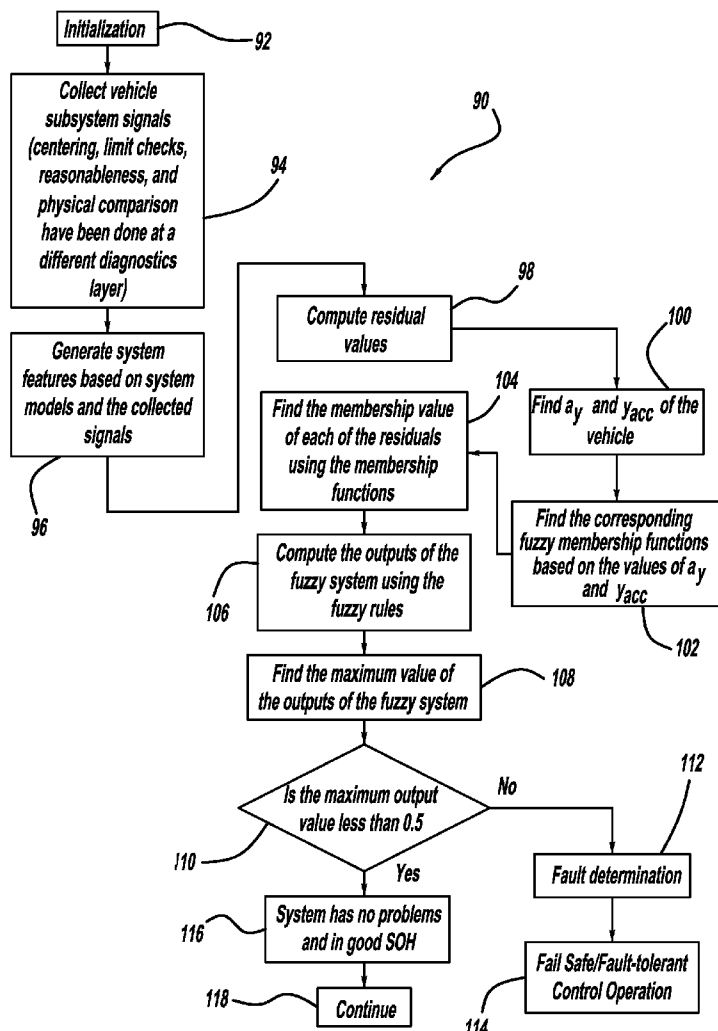 Initialization
92
Collect vehicle
subsystem signals
(centering, limit checks,
reasonableness, and
physical comparison
have been done at a
different diagnostics
layer)
94
90
Generate system
features based on system
models and the collected
signals
96
Compute residual
values
98
100
Find ay and yacc of the
vehicle
Find the corresponding
fuzzy membership functions
based on the values of ay
and yacc
102
104
Find the membership value
of each of the residuals
using the membership
functions
Compute the outputs of the
fuzzy system using the
fuzzy rules
106
Find the maximum value of
the outputs of the fuzzy system
108
Is the maximum output
value less than 0.5
110
No
Yes
112
Fault determination
Fail Safe/Fault-tolerant
Control Operation
114
System has no problems
and in good SOH
116
Continue
118